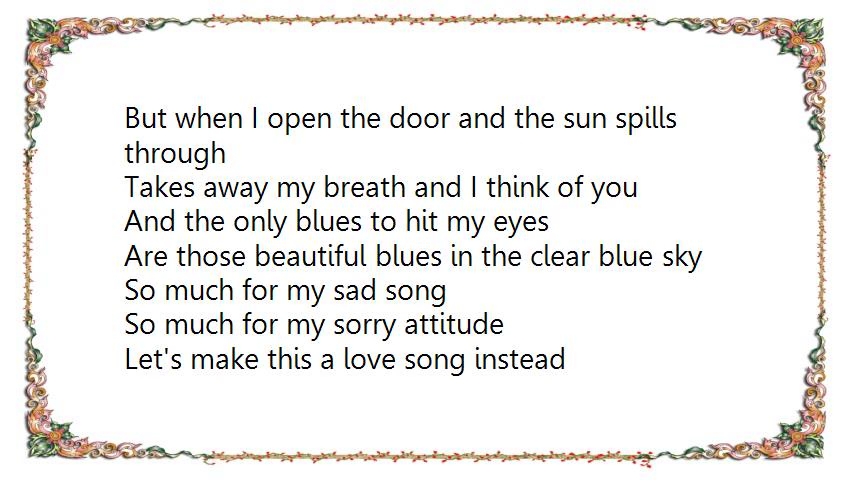 But when I open the door and the sun spills
through
Takes away my breath and I think of you
And the only blues to hit my eyes
Are those beautiful blues in the clear blue sky
So much for my sad song
So much for my sorry attitude
Let's make this a love song instead